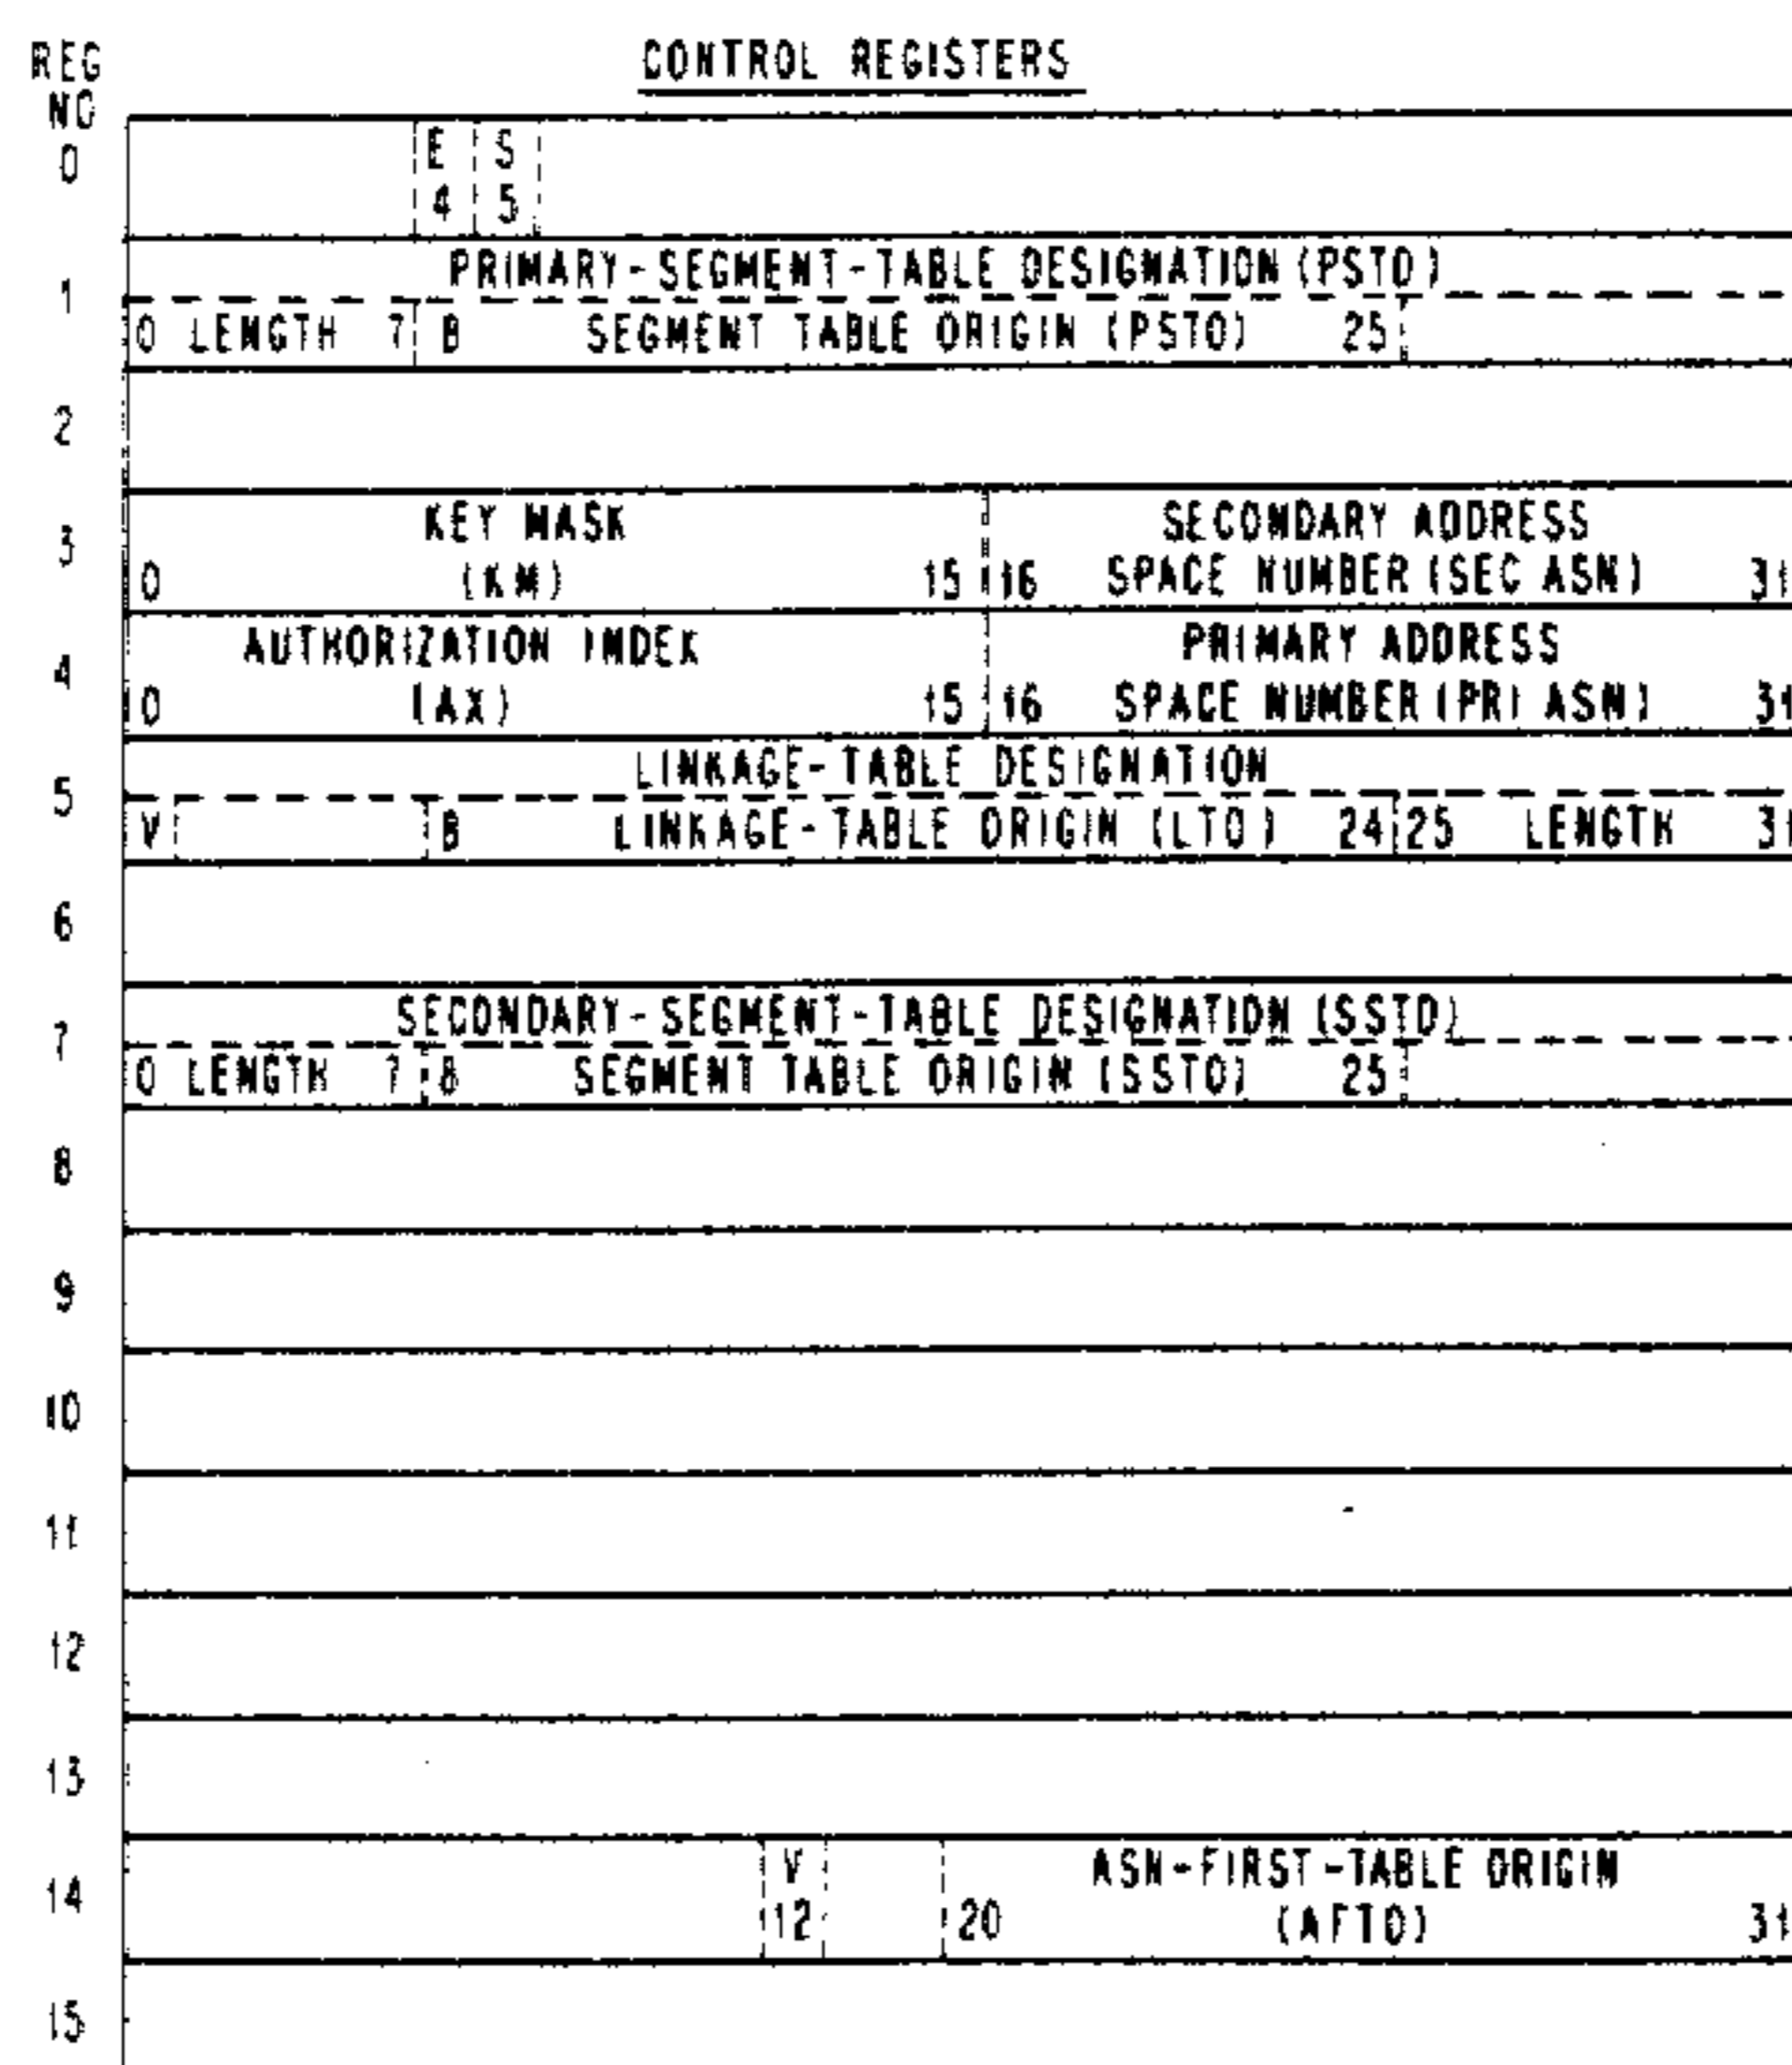 CONTROL REGISTERS
REG
NO
0 E S
4 5
PRIMARY-SEGMENT-TABLE DESIGNATION (PSTD)
1
0 LENGTH 7 8 SEGMENT TABLE ORIGIN (PSTO) 25
2
KEY MASK SECONDARY ADDRESS
3
0 (KM) 15 16 SPACE NUMBER (SEC ASN) 31
AUTHORIZATION INDEX PRIMARY ADDRESS
4
0 (AX) 15 16 SPACE NUMBER (PRI ASN) 31
LINKAGE-TABLE DESIGNATION
5
V 8 LINKAGE-TABLE ORIGIN (LTO) 24 25 LENGTH 31
6
SECONDARY-SEGMENT-TABLE DESIGNATION (SSTD)
7
0 LENGTH 7 8 SEGMENT TABLE ORIGIN (SSTO) 25
8
9
10
11
12
13
V ASN-FIRST-TABLE ORIGIN
14
12 20 (AFTO) 31
15